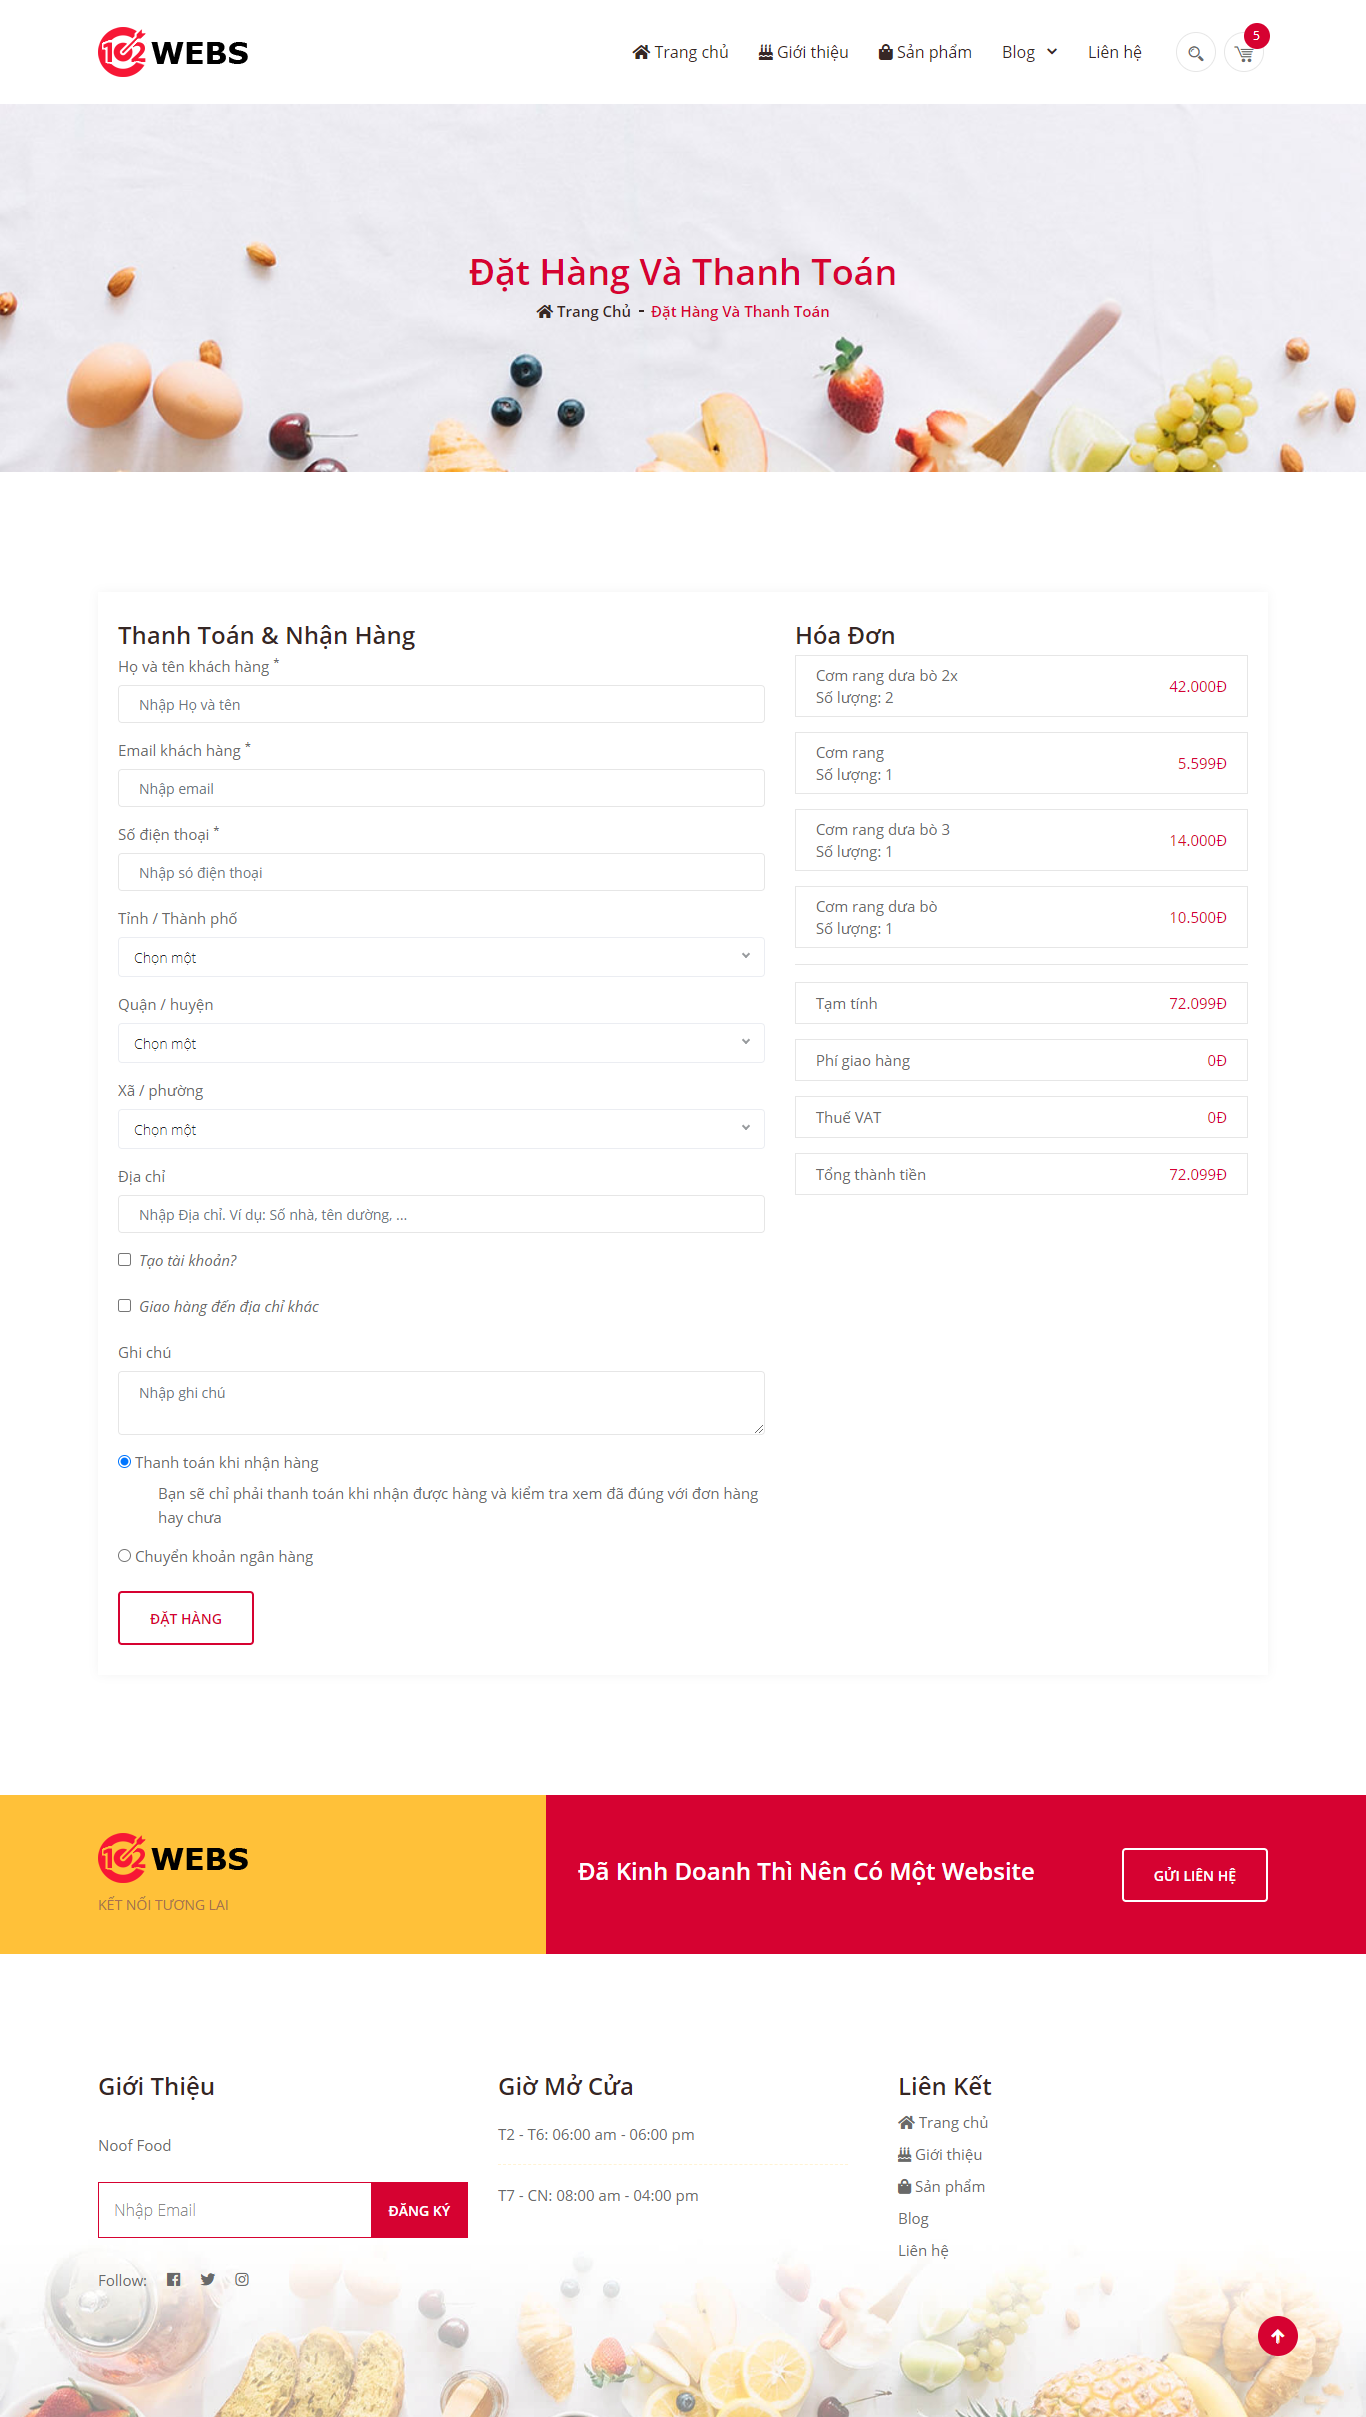 WEBS
Trang chủ
Giới thiệu
Sản phẩm
Blog
Liên hệ
5
Đặt Hàng Và Thanh Toán
Trang Chủ - Đặt Hàng Và Thanh Toán
Thanh Toán & Nhận Hàng
Họ và tên khách hàng *
Nhập Họ và tên
Email khách hàng *
Nhập email
Số điện thoại *
Nhập só điện thoại
Tỉnh / Thành phố
Chọn một
Quận / huyện
Chọn một
Xã / phường
Chọn một
Địa chỉ
Nhập Địa chỉ. Ví dụ: Số nhà, tên dường, ...
Tạo tài khoản?
Giao hàng đến địa chỉ khác
Ghi chú
Nhập ghi chú
Thanh toán khi nhận hàng
Bạn sẽ chỉ phải thanh toán khi nhận được hàng và kiểm tra xem đã đúng với đơn hàng
hay chưa
Chuyển khoản ngân hàng
ĐẶT HÀNG
Hóa Đơn
Cơm rang dưa bò 2x
Số lượng: 2
42.000Đ
Cơm rang
Số lượng: 1
5.599Đ
Cơm rang dưa bò 3
Số lượng: 1
14.000Đ
Cơm rang dưa bò
Số lượng: 1
10.500Đ
Tạm tính 72.099Đ
Phí giao hàng 0Đ
Thuế VAT 0Đ
Tổng thành tiền 72.099Đ
WEBS
KẾT NỐI TƯƠNG LAI
Đã Kinh Doanh Thì Nên Có Một Website
GỬI LIÊN HỆ
Giới Thiệu
Noof Food
Nhập Email
ĐĂNG KÝ
Follow:
Giờ Mở Cửa
T2 - T6: 06:00 am - 06:00 pm
T7 - CN: 08:00 am - 04:00 pm
Liên Kết
Trang chủ
Giới thiệu
Sản phẩm
Blog
Liên hệ